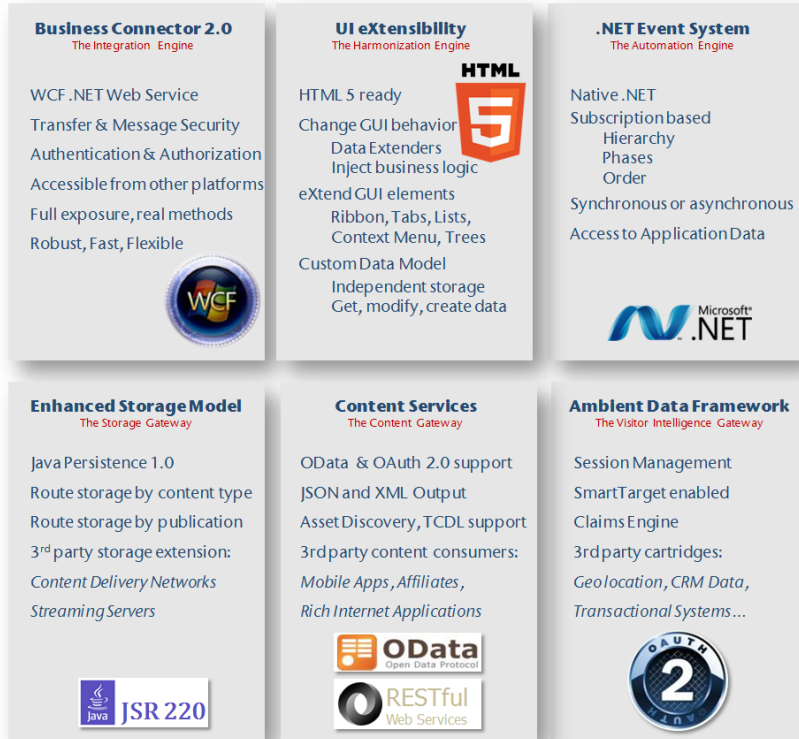 Business Connector 2.0
The Integration Engine
WCF .NET Web Service
Transfer & Message Security
Authentication & Authorization
Accessible from other platforms
Full exposure, real methods
Robust, Fast, Flexible
WCF
UI eXtensibility
The Harmonization Engine
HTML
5
HTML 5 ready
Change GUI behavior
Data Extenders
Inject business logic
eXtend GUI elements
Ribbon, Tabs, Lists,
Context Menu, Trees
Custom Data Model
Independent storage
Get, modify, create data
.NET Event System
The Automation Engine
Native .NET
Subscription based
Hierarchy
Phases
Order
Synchronous or asynchronous
Access to Application Data
Microsoft®
.NET
Enhanced Storage Model
The Storage Gateway
Java Persistence 1.0
Route storage by content type
Route storage by publication
3rd party storage extension:
Content Delivery Networks
Streaming Servers
Java
JSR 220
Content Services
The Content Gateway
OData & OAuth 2.0 support
JSON and XML Output
Asset Discovery, TCDL support
3rd party content consumers:
Mobile Apps, Affiliates,
Rich Internet Applications
OData
Open Data Protocol
RESTful
Web Services
Ambient Data Framework
The Visitor Intelligence Gateway
Session Management
SmartTarget enabled
Claims Engine
3rd party cartridges:
Geolocation, CRM Data,
Transactional Systems...
OAUTH
2
OAUTH